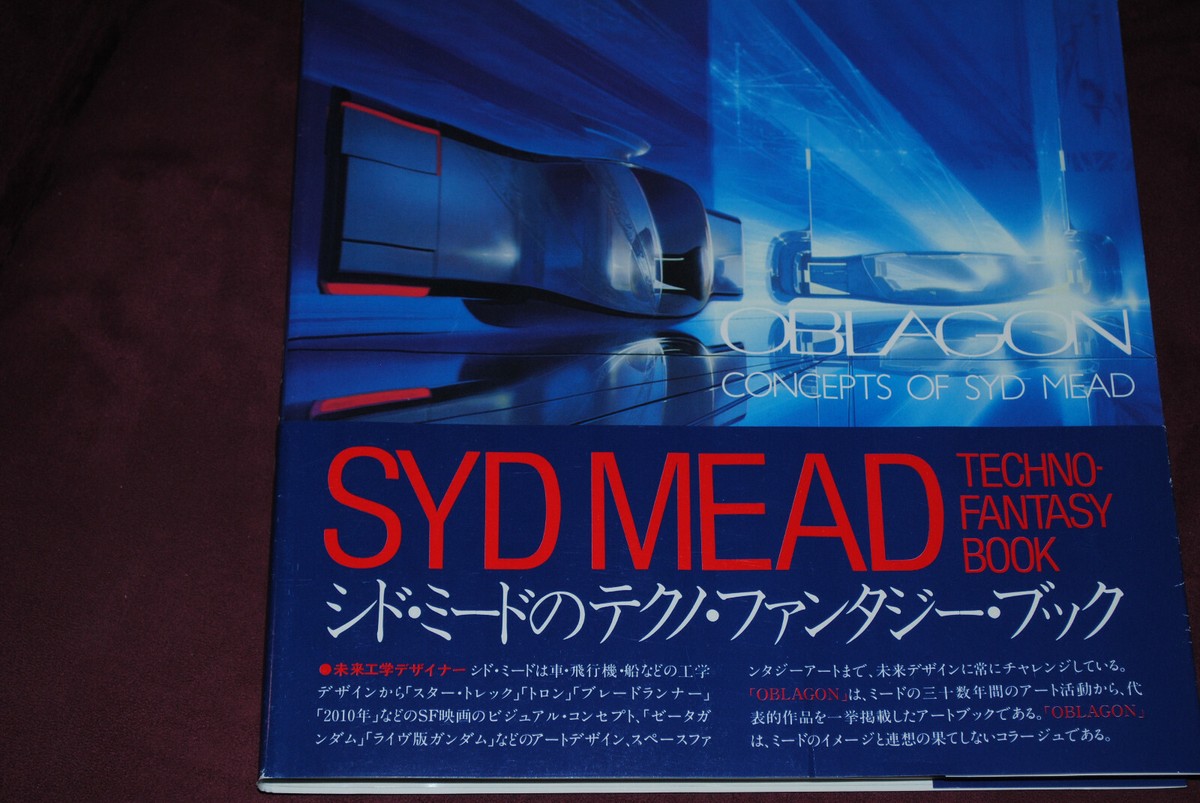 OBLAGON
CONCEPTS OF SYD MEAD
SYD MEAD
TECHNO-
FANTASY
BOOK
シド・ミードのテクノ・ファンタジー・ブック
●未来工学デザイナー シド・ミードは車・飛行機・船などの工学
デザインから「スター・トレック」「トロン」「ブレードランナー」
「2010年」などのSF映画のビジュアル・コンセプト、「ゼータガ
ンダム」「ライヴ版ガンダム」などのアートデザイン、スペースファ
ンタジーアートまで、未来デザインに常にチャレンジしている。
「OBLAGON」は、ミードの三十数年間のアート活動から、代
表的作品を一挙掲載したアートブックである。「OBLAGON」
は、ミードのイメージと連想の果てしないコラージュである。